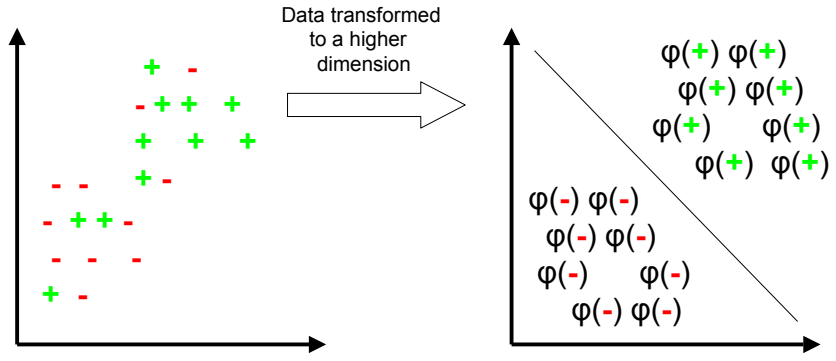 Data transformed
to a higher
dimension
+ -
- + + +
+ + +
+ -
- -
- + + -
- - -
+ -
φ(+) φ(+)
φ(+) φ(+)
φ(+) φ(+)
φ(+) φ(+)
φ(-) φ(-)
φ(-) φ(-)
φ(-) φ(-)
φ(-) φ(-)